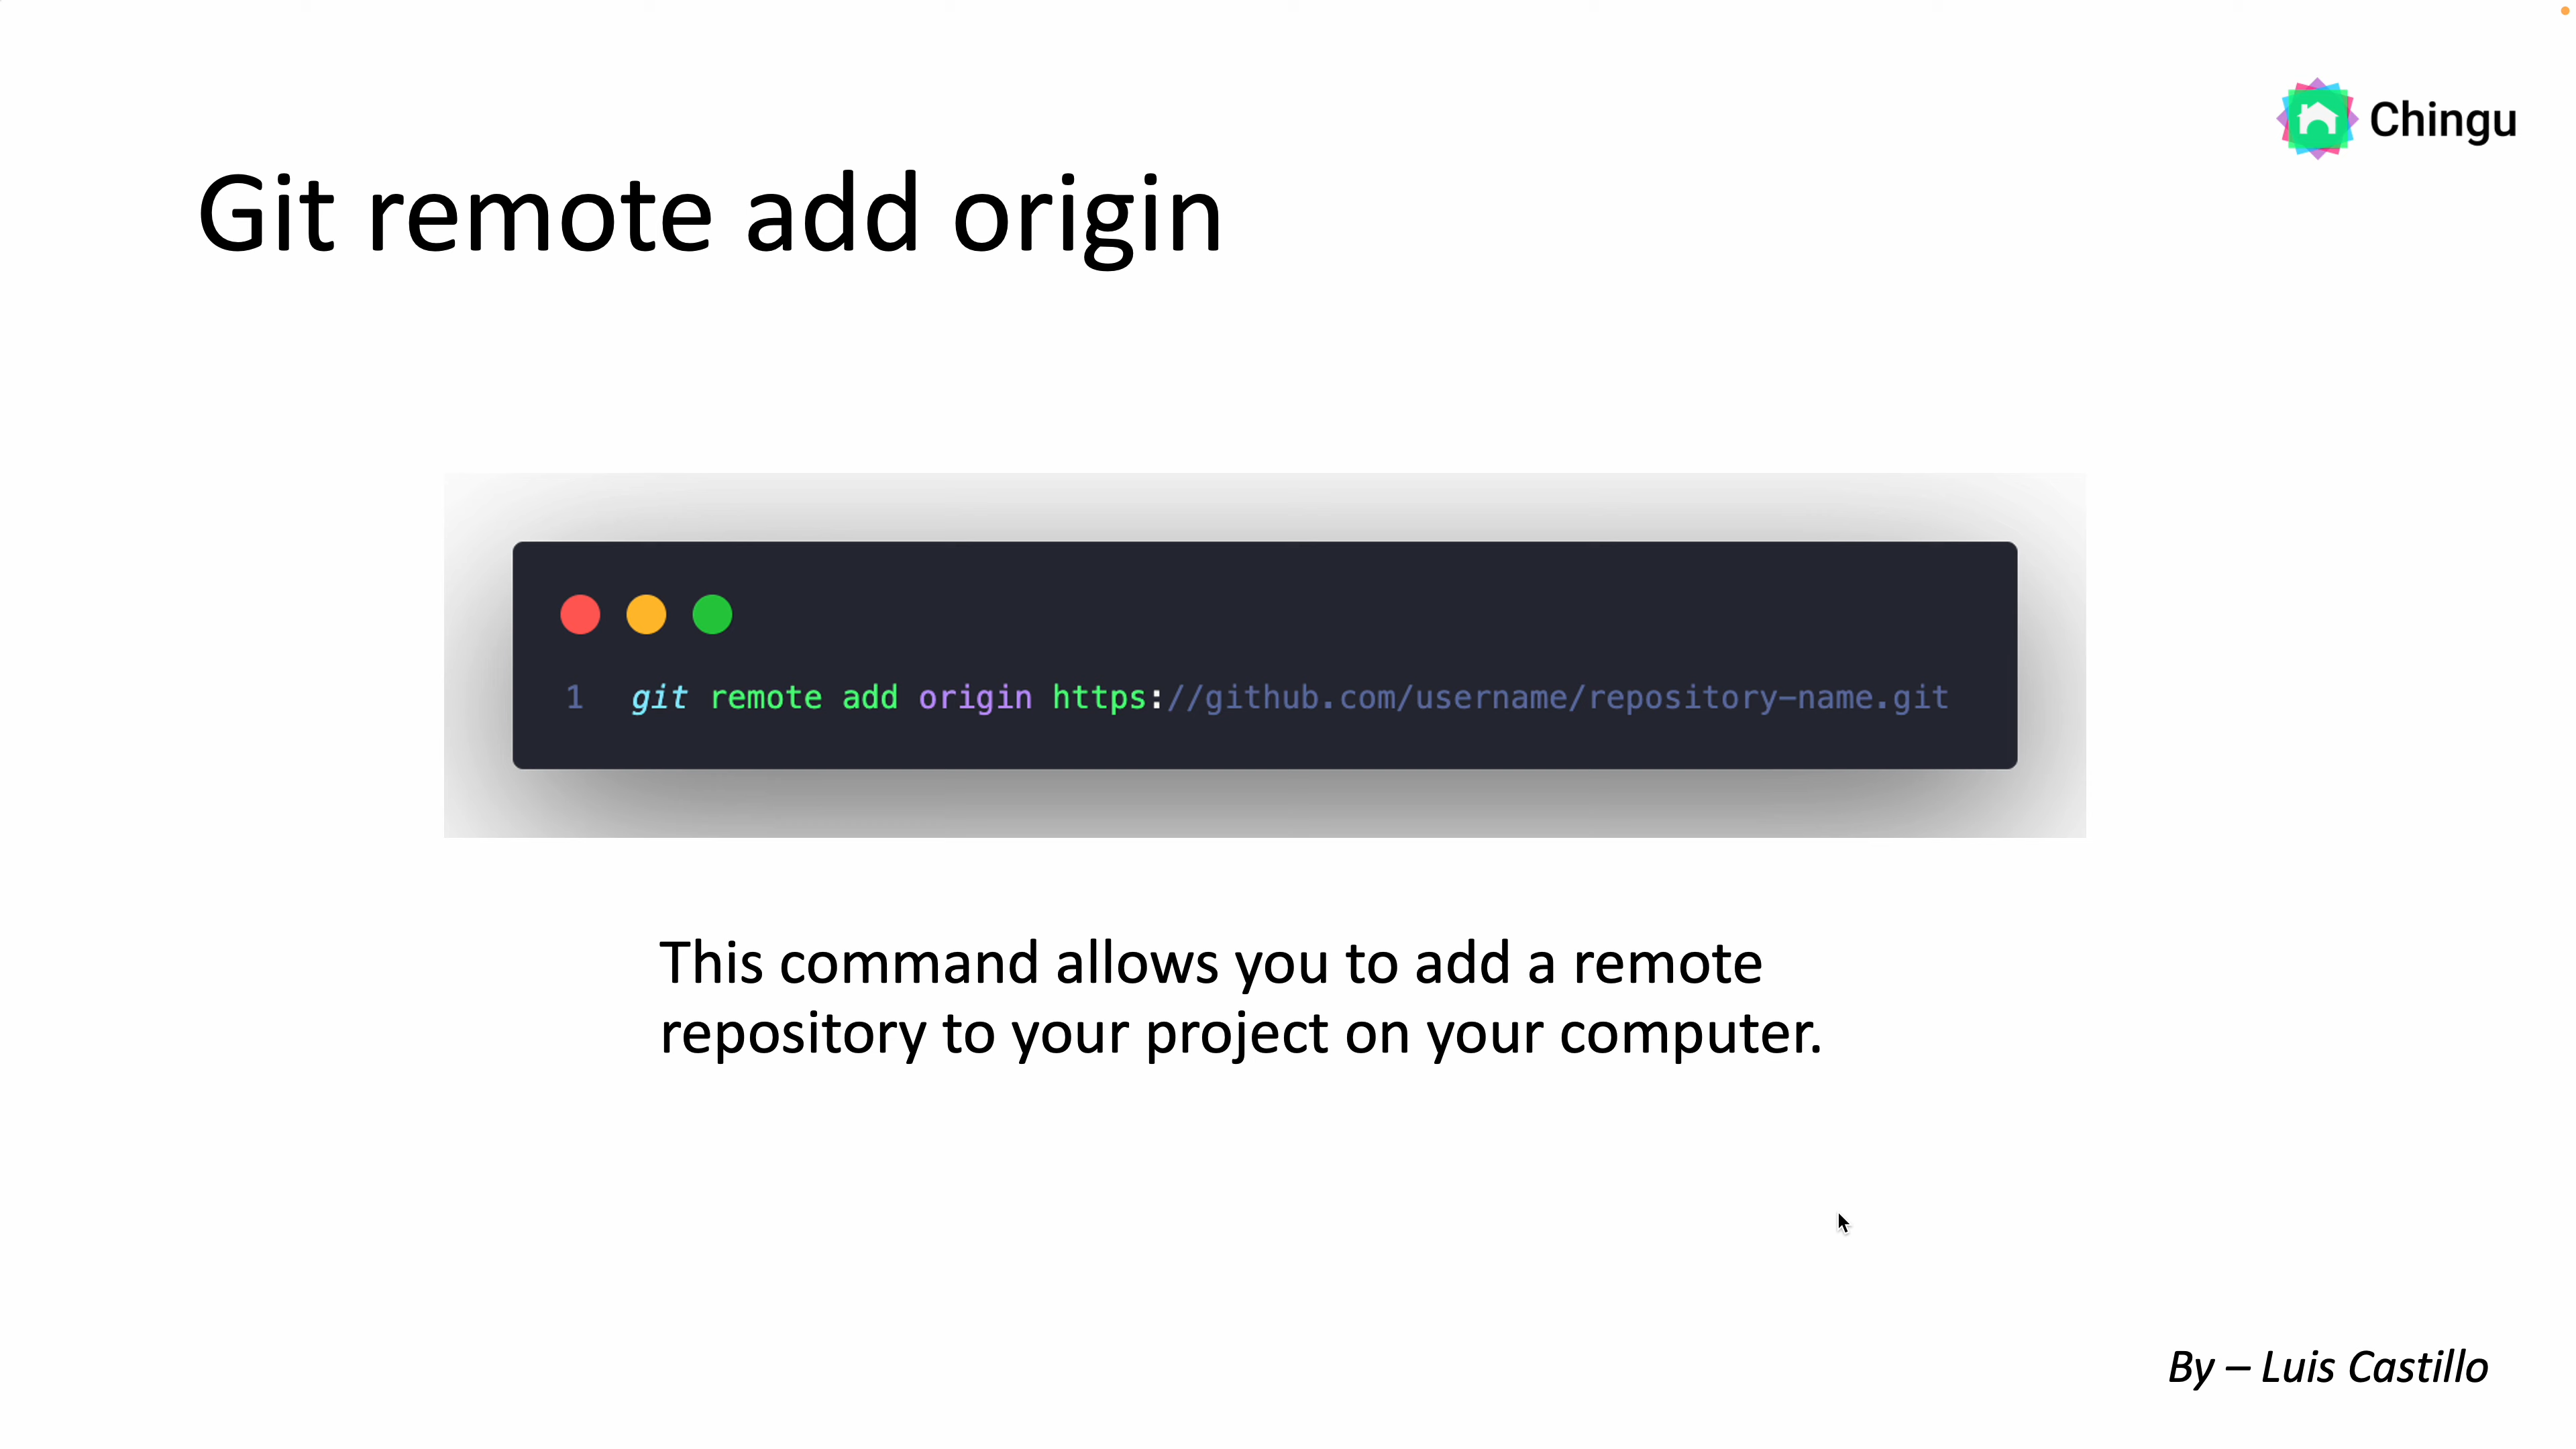 Chingu
Git remote add origin
1 git remote add origin https://github.com/username/repository-name.git
This command allows you to add a remote
repository to your project on your computer.
By – Luis Castillo